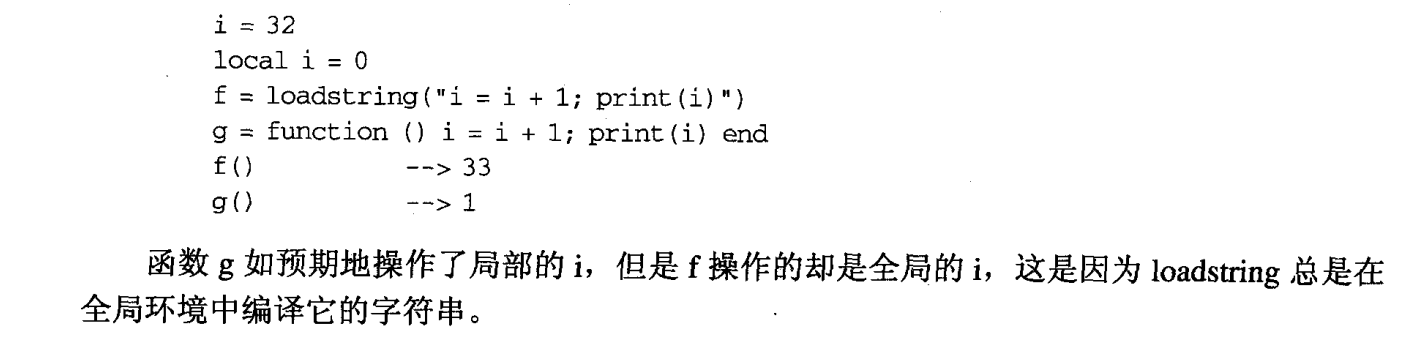 i = 32
local i = 0
f = loadstring("i = i + 1; print(i)")
g = function () i = i + 1; print(i) end
f()           --> 33
g()           --> 1
函数 g 如预期地操作了局部的 i，但是 f 操作的却是全局的 i，这是因为 loadstring 总是在
全局环境中编译它的字符串。